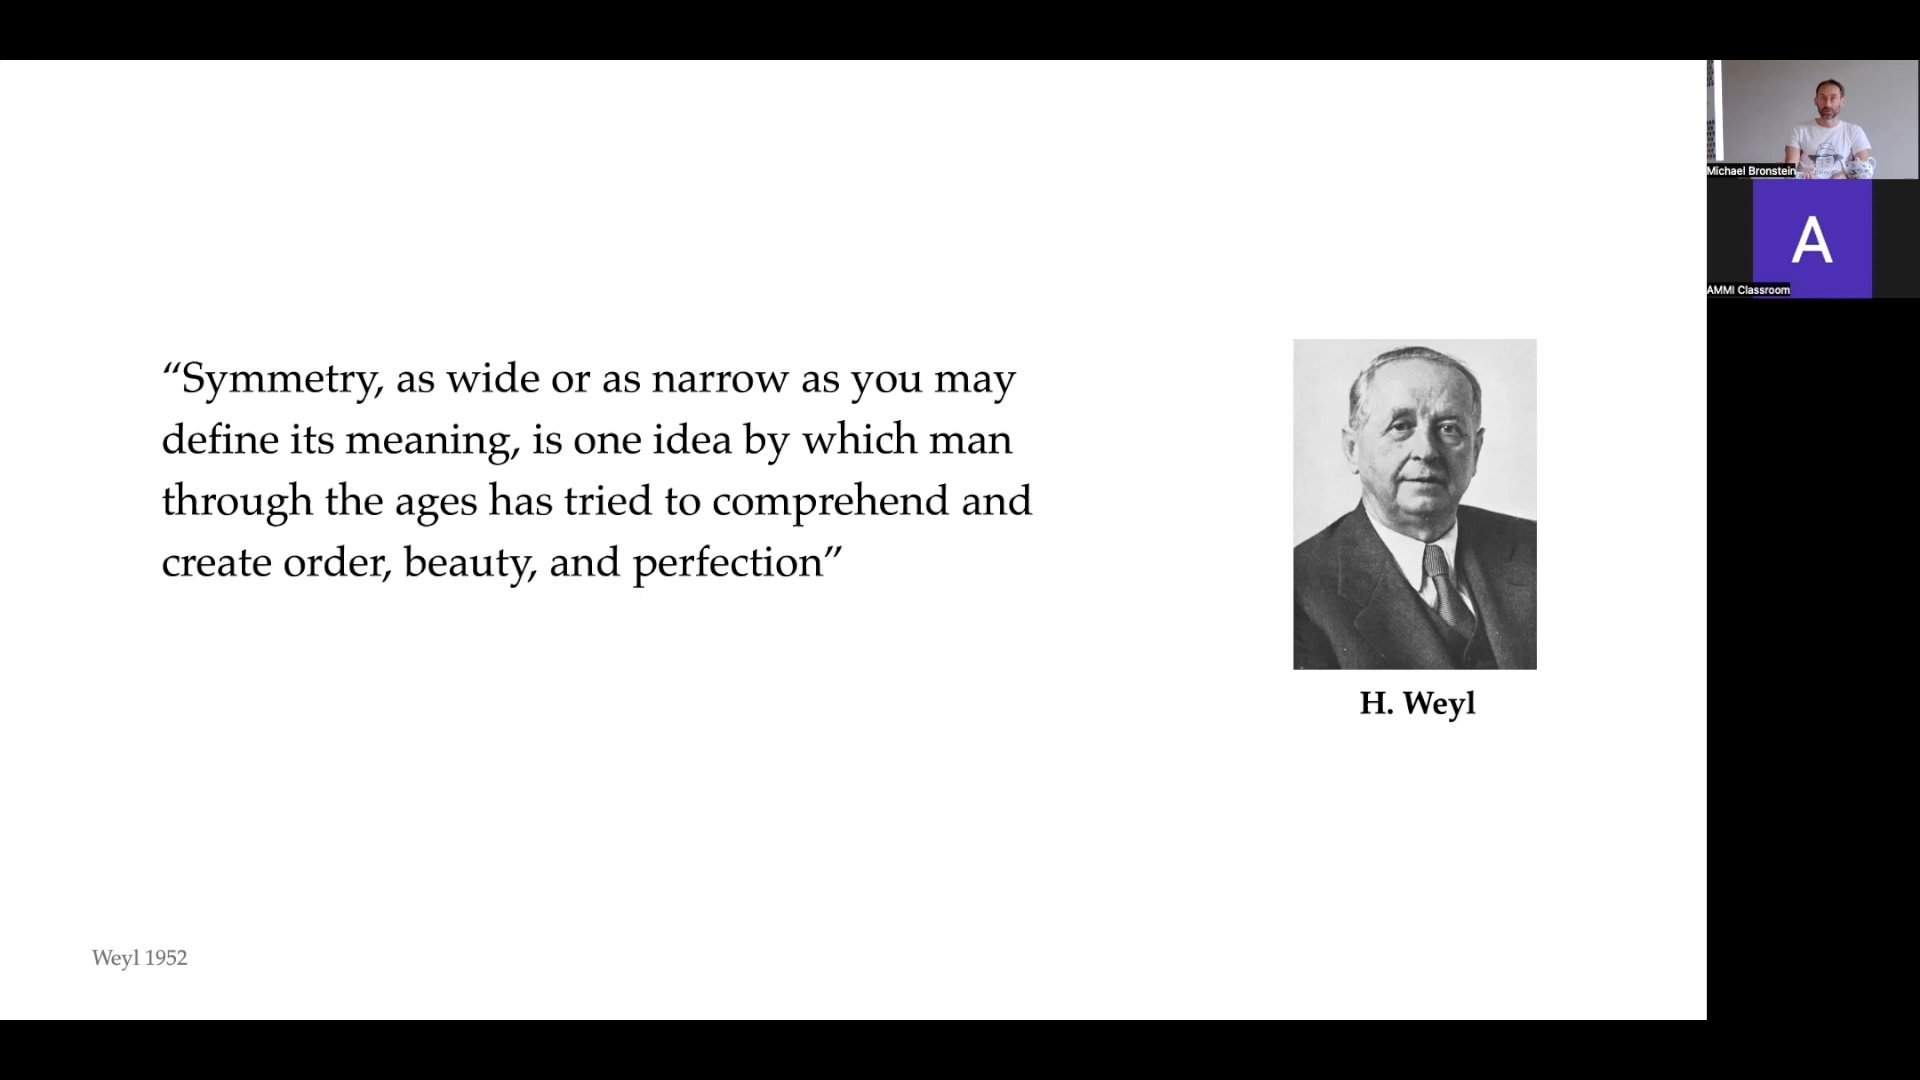 “Symmetry, as wide or as narrow as you may
define its meaning, is one idea by which man
through the ages has tried to comprehend and
create order, beauty, and perfection”
H. Weyl
Weyl 1952
Michael Bronstein
A
AMMI Classroom